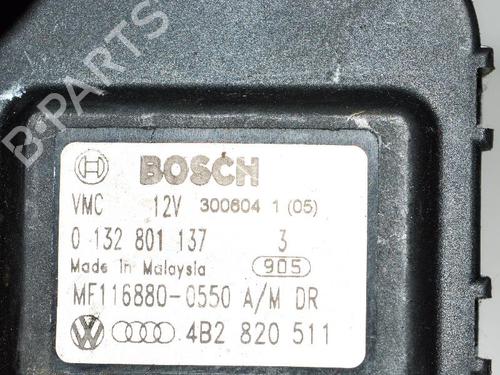 B-PARTS
BOSCH
VMC 12V 300804 1 (05)
0 132 801 137 3
Made in Malaysia 905
MF116880-0550 A/M DR
4B2 820 511